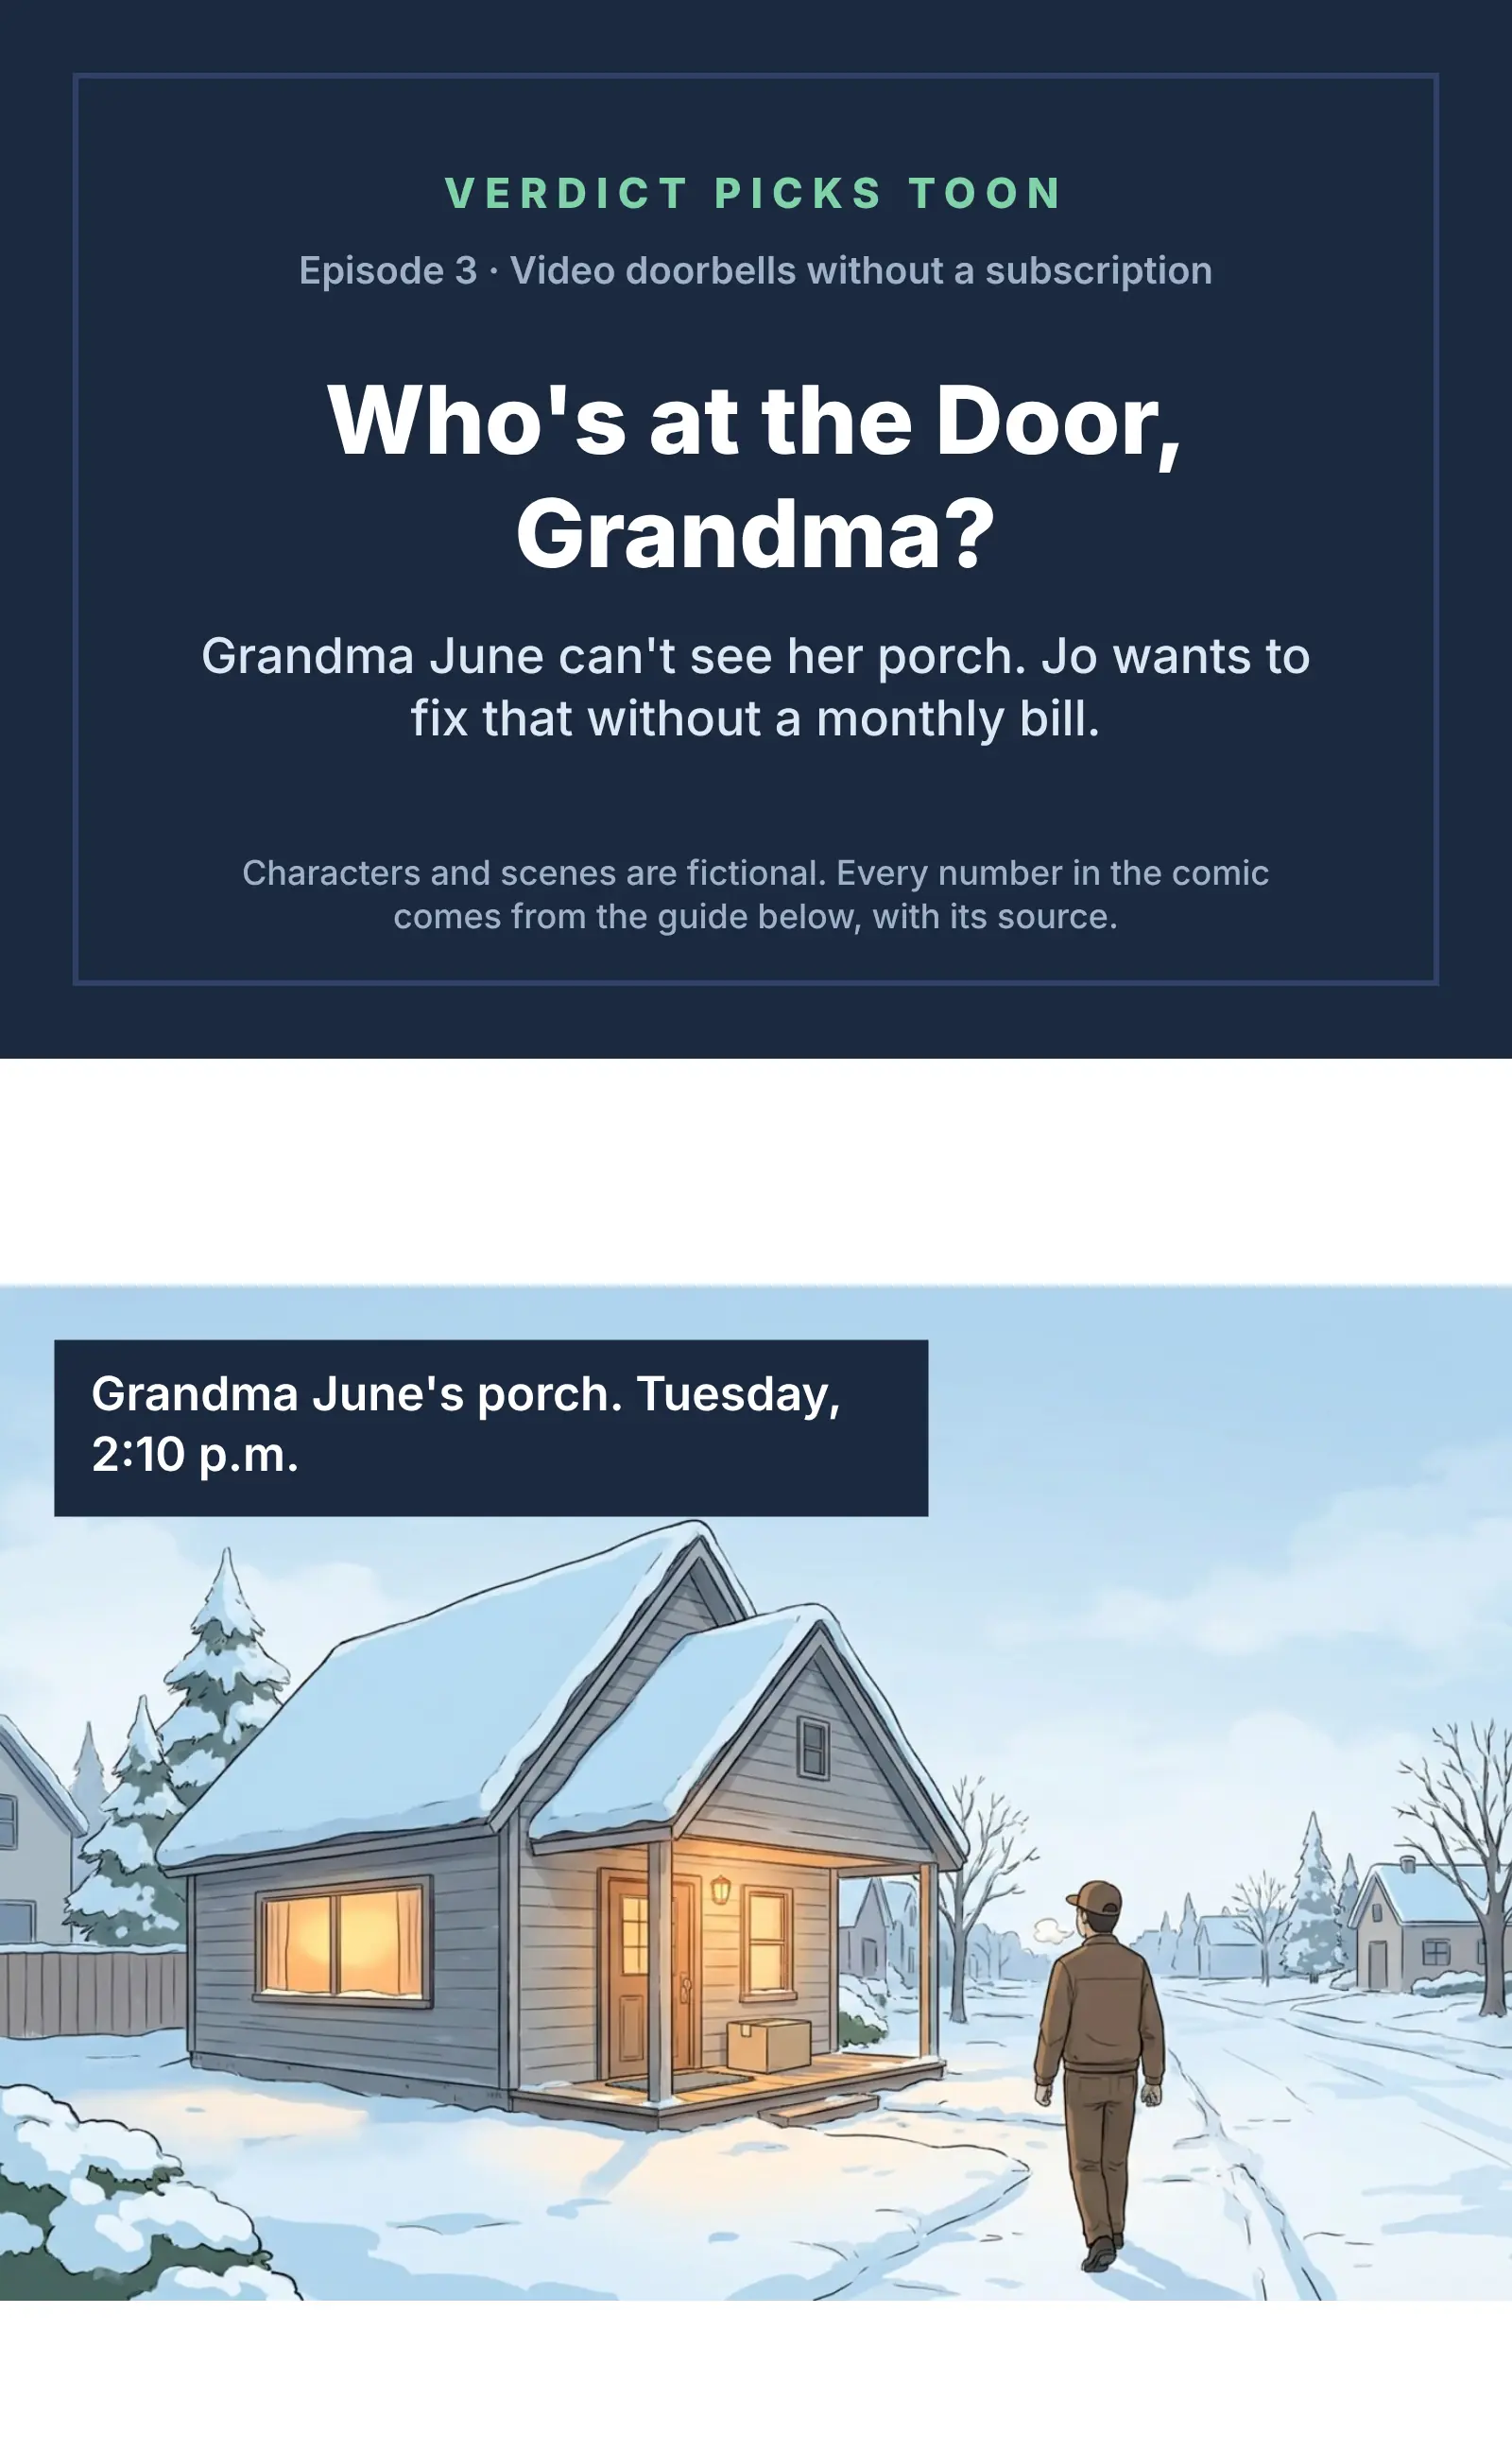 VERDICT PICKS TOON
Episode 3 · Video doorbells without a subscription
Who's at the Door,
Grandma?
Grandma June can't see her porch. Jo wants to
fix that without a monthly bill.
Characters and scenes are fictional. Every number in the comic
comes from the guide below, with its source.
Grandma June's porch. Tuesday,
2:10 p.m.